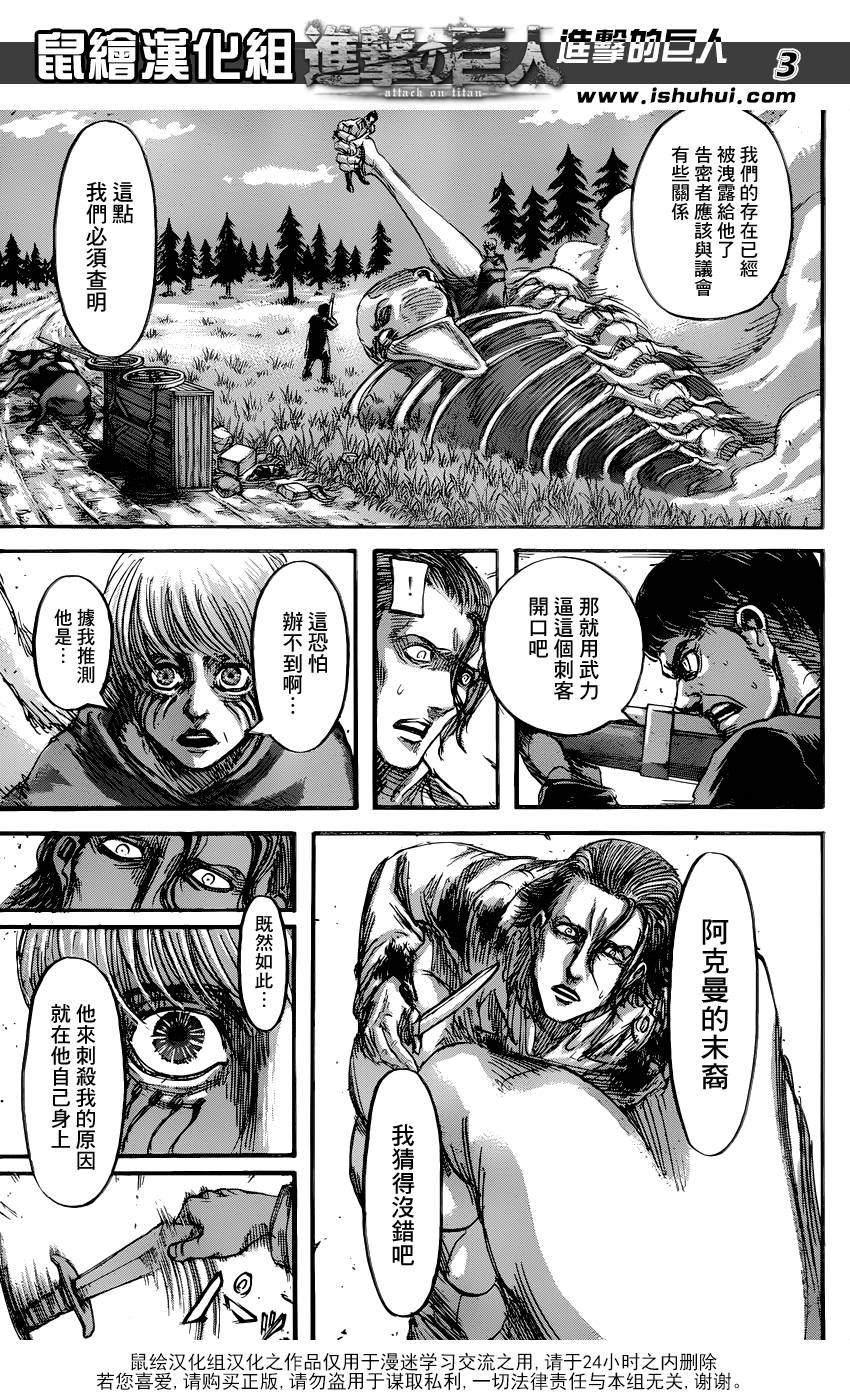 鼠繪漢化組
進撃の巨人
attack on titan
進擊的巨人
www.ishuhui.com
3
我們的存在已經
被洩露給他了
告密者應該與議會
有些關係
這點
我們必須查明
那就用武力
逼這個刺客
開口吧
!
這恐怕
辦不到啊…
據我推測
他是…
阿克曼的末裔
我猜得沒錯吧
既然如此…
他來刺殺我的原因
就在他自己身上
鼠绘汉化组汉化之作品仅用于漫迷学习交流之用, 请于24小时之内删除
若您喜爱, 请购买正版, 请勿盗用于谋取私利, 一切法律责任与本组无关, 谢谢。